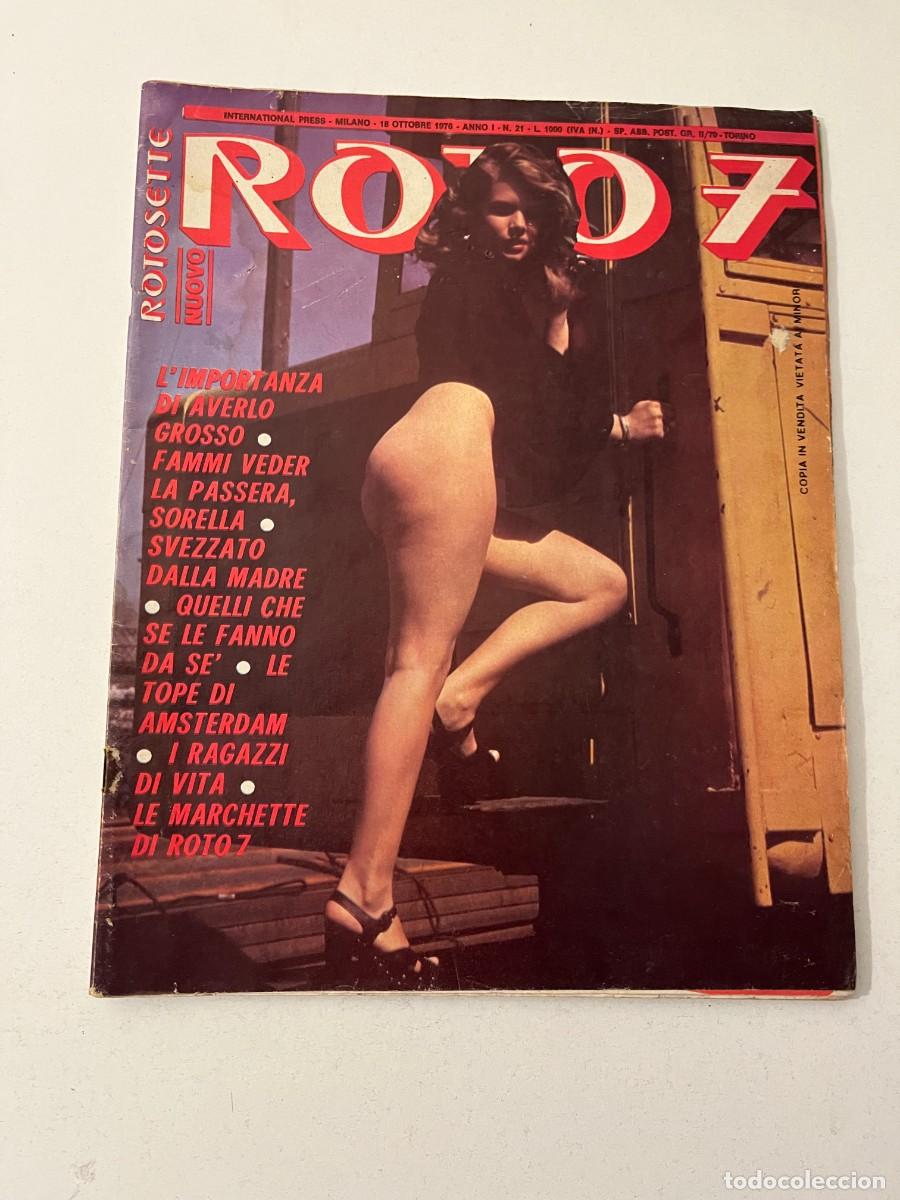 INTERNATIONAL PRESS - MILANO - 18 OTTOBRE 1976 - ANNO I - N. 21 - L. 1000 (IVA IN.) - SP. ABB. POST. GR. II/70 - TORINO
ROTO 7
ROTOSETTE
NUOVO
L'IMPORTANZA
DI AVERLO
GROSSO •
FAMMI VEDER
LA PASSERA,
SORELLA •
SVEZZATO
DALLA MADRE
• QUELLI CHE
SE LE FANNO
DA SE' • LE
TOPE DI
AMSTERDAM
• I RAGAZZI
DI VITA •
LE MARCHETTE
DI ROTO 7
COPIA IN VENDITA VIETATA AI MINORI
todocoleccion